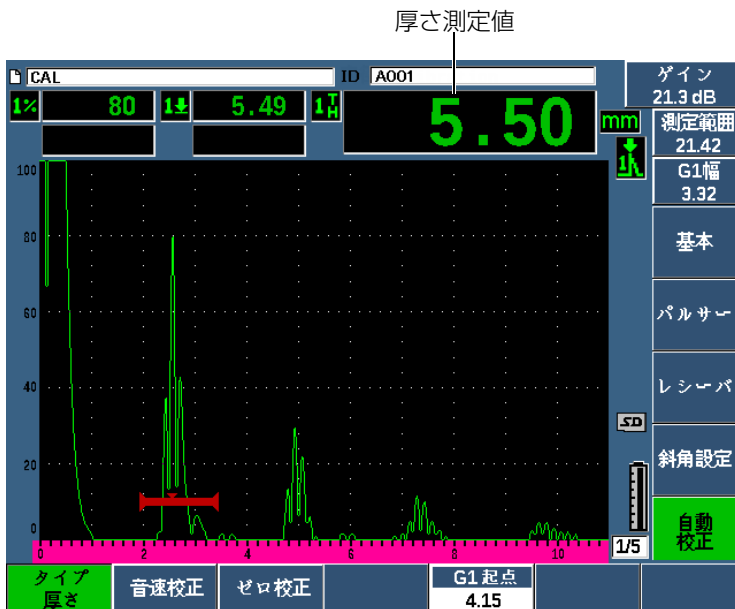 厚さ測定値
CAL
ID A001
1% 80
1 5.49
1TH 5.50
mm
ゲイン
21.3 dB
測定範囲
21.42
G1幅
3.32
基本
パルサー
レシーバ
斜角設定
自動
校正
1
100
80
60
40
20
0
0 2 4 6 8 10
SD
1/5
タイプ
厚さ
音速校正
ゼロ校正
G1起点
4.15